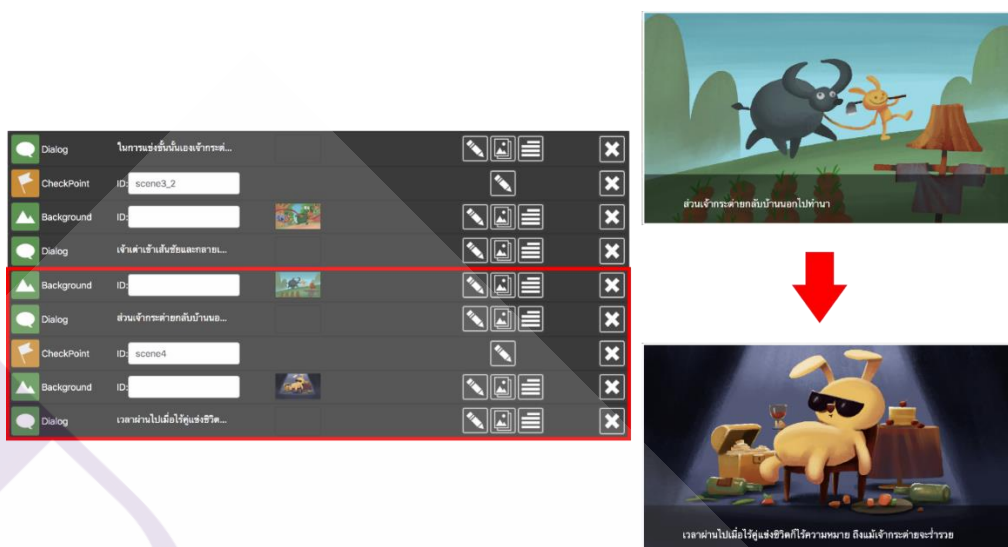 Dialog ในการแข่งขั้นนั้นเองเจ้ากระต่...
CheckPoint ID: scene3_2
Background ID:
Dialog เจ้าเต่าเข้าเส้นชัยและกลายเ...
Background ID:
Dialog ส่วนเจ้ากระต่ายกลับบ้านนอ...
CheckPoint ID: scene4
Background ID:
Dialog เวลาผ่านไปเมื่อไร้คู่แข่งชีวิต...
ส่วนเจ้ากระต่ายกลับบ้านนอกไปทำนา
เวลาผ่านไปเมื่อไร้คู่แข่งชีวิตก็ไร้ความหมาย ถึงแม้เจ้ากระต่ายจะร่ำรวย